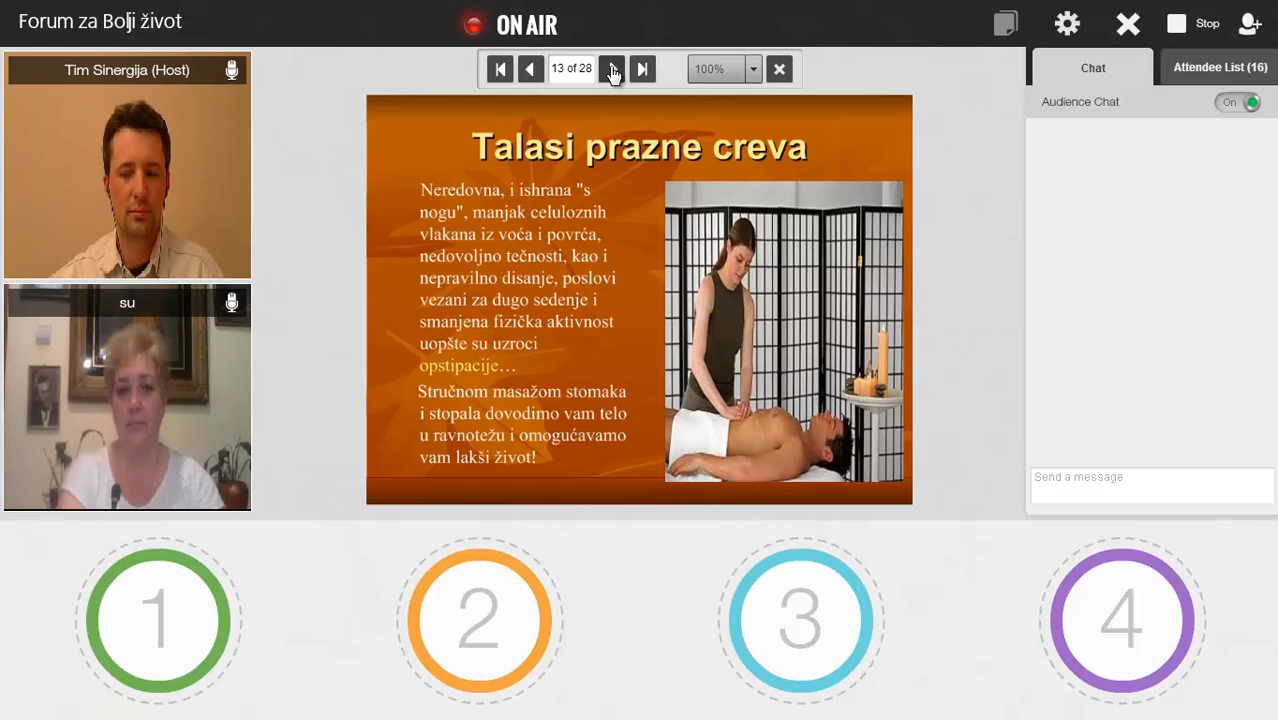 Forum za Bolji život
ON AIR
Stop
Tim Sinergija (Host)
su
13 of 28
100%
Talasi prazne creva
Neredovna, i ishrana "s
nogu", manjak celuloznih
vlakana iz voća i povrća,
nedovoljno tečnosti, kao i
nepravilno disanje, poslovi
vezani za dugo sedenje i
smanjena fizička aktivnost
uopšte su uzroci
opstipacije…
Stručnom masažom stomaka
i stopala dovodimo vam telo
u ravnotežu i omogućavamo
vam lakši život!
Chat
Attendee List (16)
Audience Chat
On
Send a message
1
2
3
4